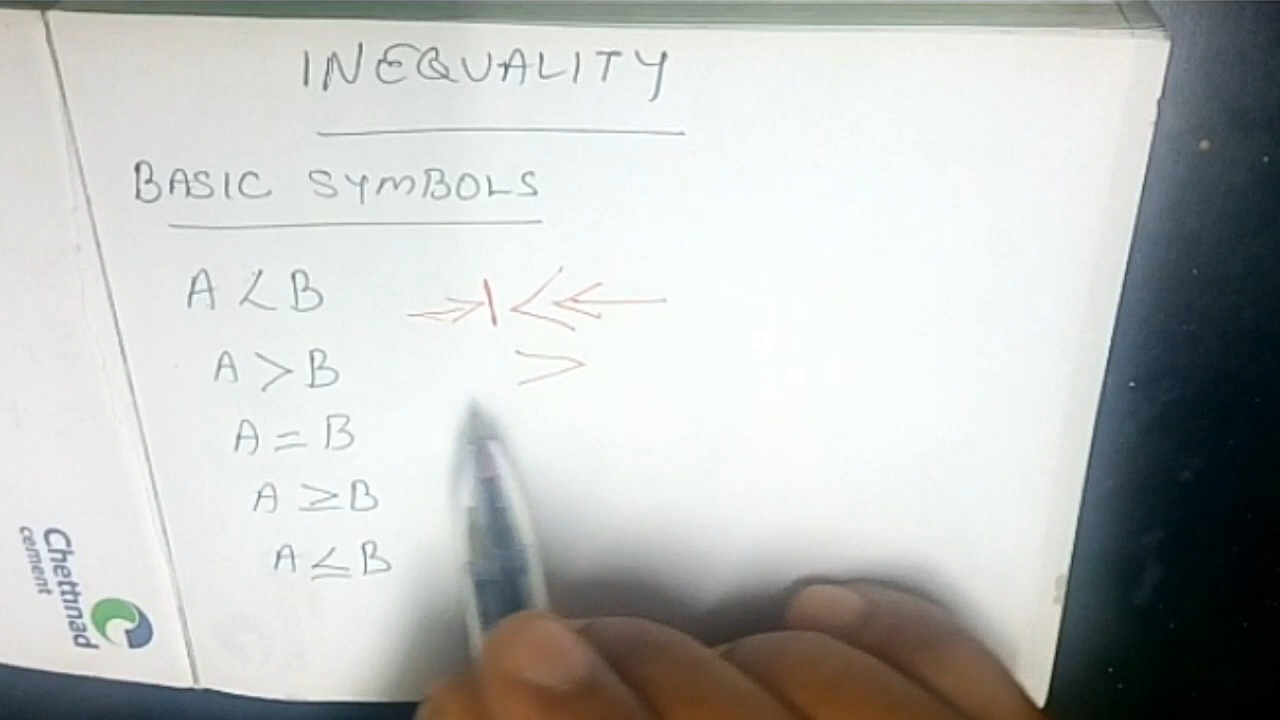 INEQUALITY
BASIC SYMBOLS
A < B
A > B
A = B
A ≥ B
A ≤ B
<
>
Chettinad
cement